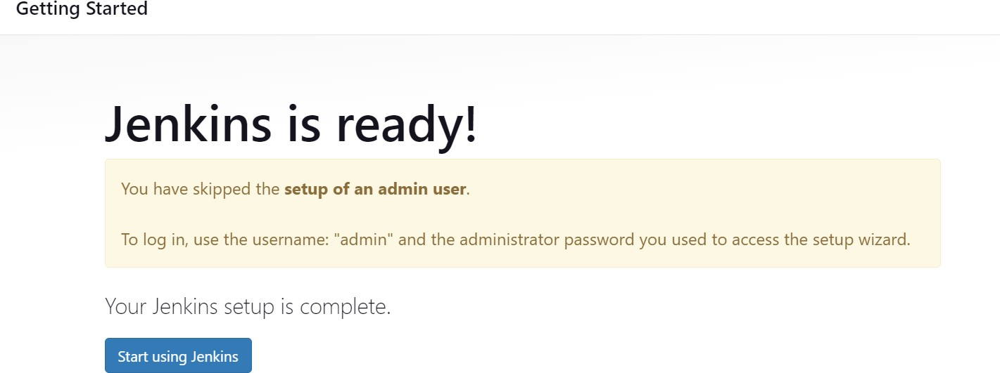 Getting Started
Jenkins is ready!
You have skipped the setup of an admin user.
To log in, use the username: "admin" and the administrator password you used to access the setup wizard.
Your Jenkins setup is complete.
Start using Jenkins